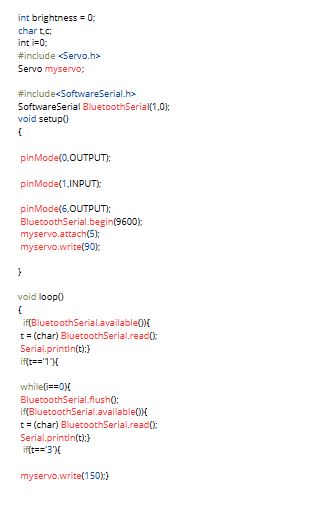 int brightness = 0;
char t,c;
int i=0;
#include <Servo.h>
Servo myservo;
#include<SoftwareSerial.h>
SoftwareSerial BluetoothSerial(1,0);
void setup()
{
pinMode(0,OUTPUT);
pinMode(1,INPUT);
pinMode(6,OUTPUT);
BluetoothSerial.begin(9600);
myservo.attach(5);
myservo.write(90);
}
void loop()
{
if(BluetoothSerial.available()){
t = (char) BluetoothSerial.read();
Serial.println(t);}
if(t=='1'){
while(i==0){
BluetoothSerial.flush();
if(BluetoothSerial.available()){
t = (char) BluetoothSerial.read();
Serial.println(t);}
if(t=='3'){
myservo.write(150);}